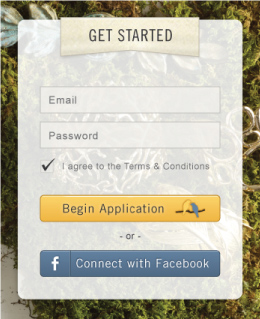 GET STARTED
Email
Password
I agree to the Terms & Conditions
Begin Application
- or -
f Connect with Facebook